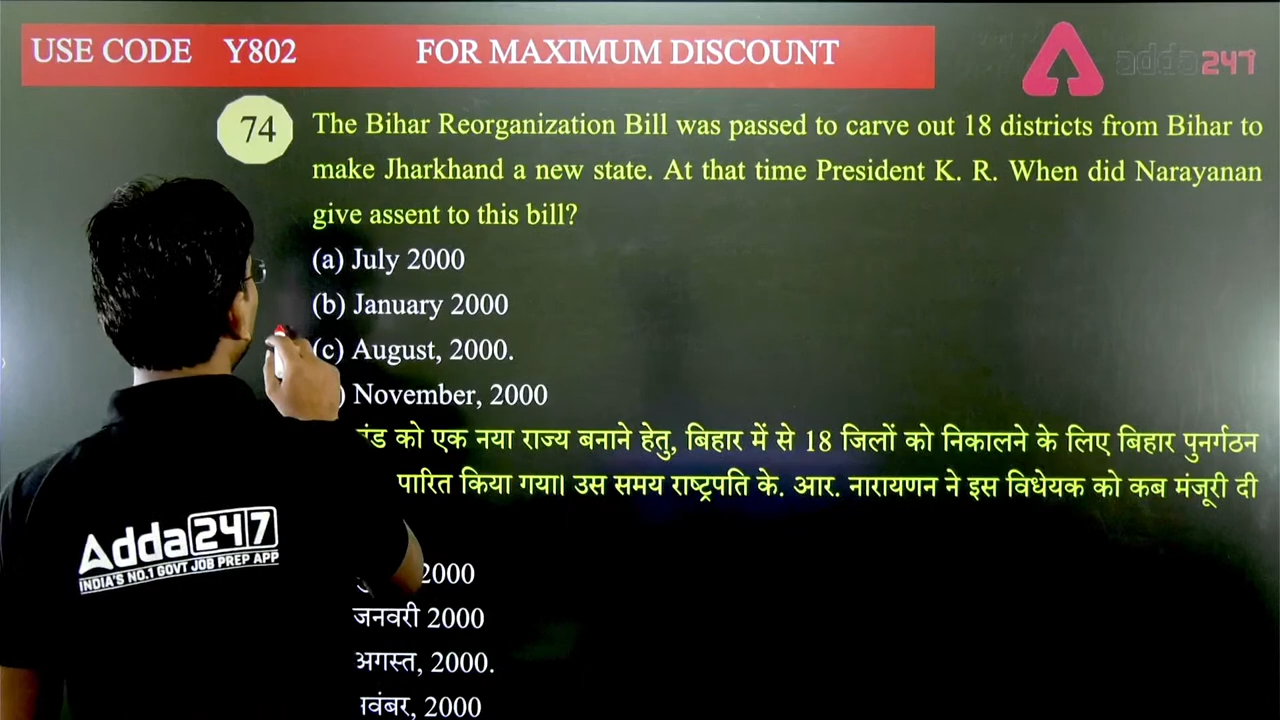 USE CODE Y802 FOR MAXIMUM DISCOUNT
adda247
74
The Bihar Reorganization Bill was passed to carve out 18 districts from Bihar to
make Jharkhand a new state. At that time President K. R. When did Narayanan
give assent to this bill?
(a) July 2000
(b) January 2000
(c) August, 2000.
) November, 2000
को एक नया राज्य बनाने हेतु, बिहार में से 18 जिलों को निकालने के लिए बिहार पुनर्गठन
पारित किया गया। उस समय राष्ट्रपति के. आर. नारायणन ने इस विधेयक को कब मंजूरी दी
2000
जनवरी 2000
अगस्त, 2000.
2000
Adda247
INDIA'S NO.1 GOVT JOB PREP APP